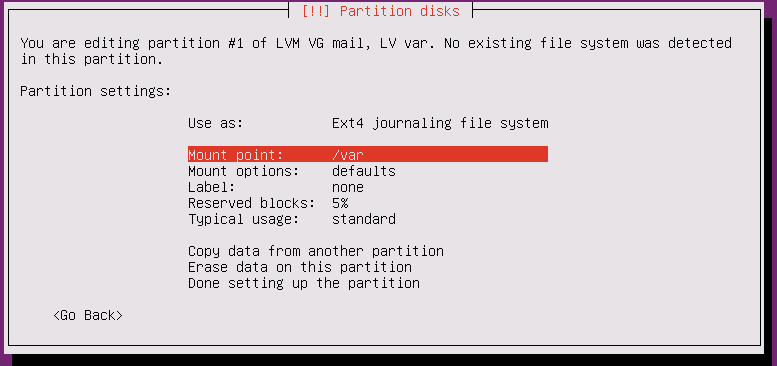 [!!] Partition disks
You are editing partition #1 of LVM VG mail, LV var. No existing file system was detected
in this partition.
Partition settings:
Use as: Ext4 journaling file system
Mount point: /var
Mount options: defaults
Label: none
Reserved blocks: 5%
Typical usage: standard
Copy data from another partition
Erase data on this partition
Done setting up the partition
<Go Back>